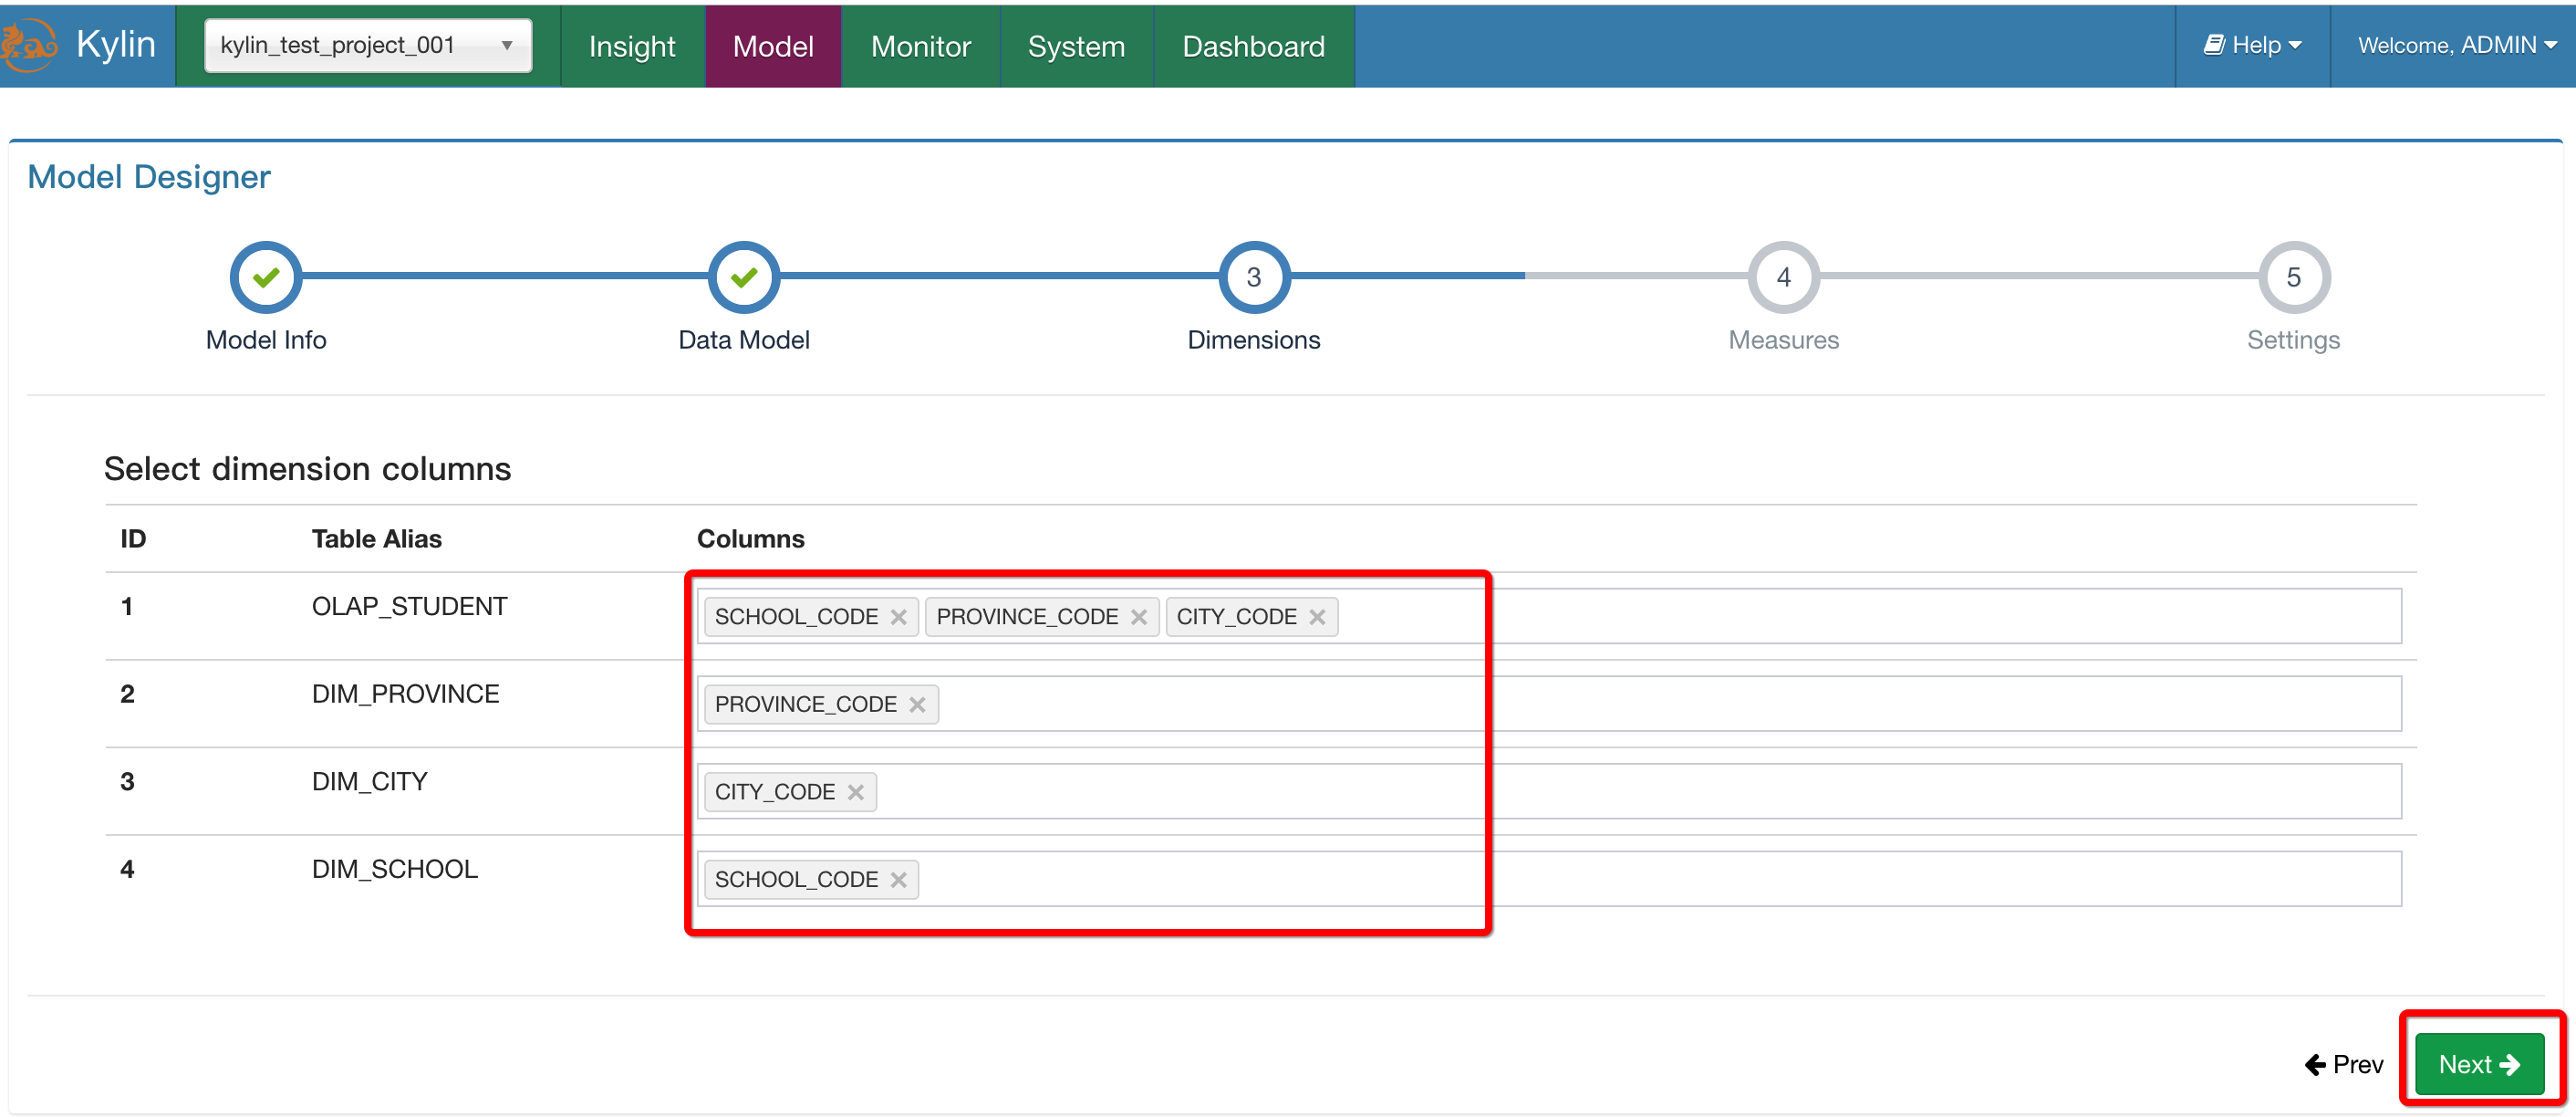 Kylin kylin_test_project_001 Insight Model Monitor System Dashboard Help Welcome, ADMIN
Model Designer
3 4 5
Model Info Data Model Dimensions Measures Settings
Select dimension columns
ID Table Alias Columns
1 OLAP_STUDENT SCHOOL_CODE PROVINCE_CODE CITY_CODE
2 DIM_PROVINCE PROVINCE_CODE
3 DIM_CITY CITY_CODE
4 DIM_SCHOOL SCHOOL_CODE
Prev Next